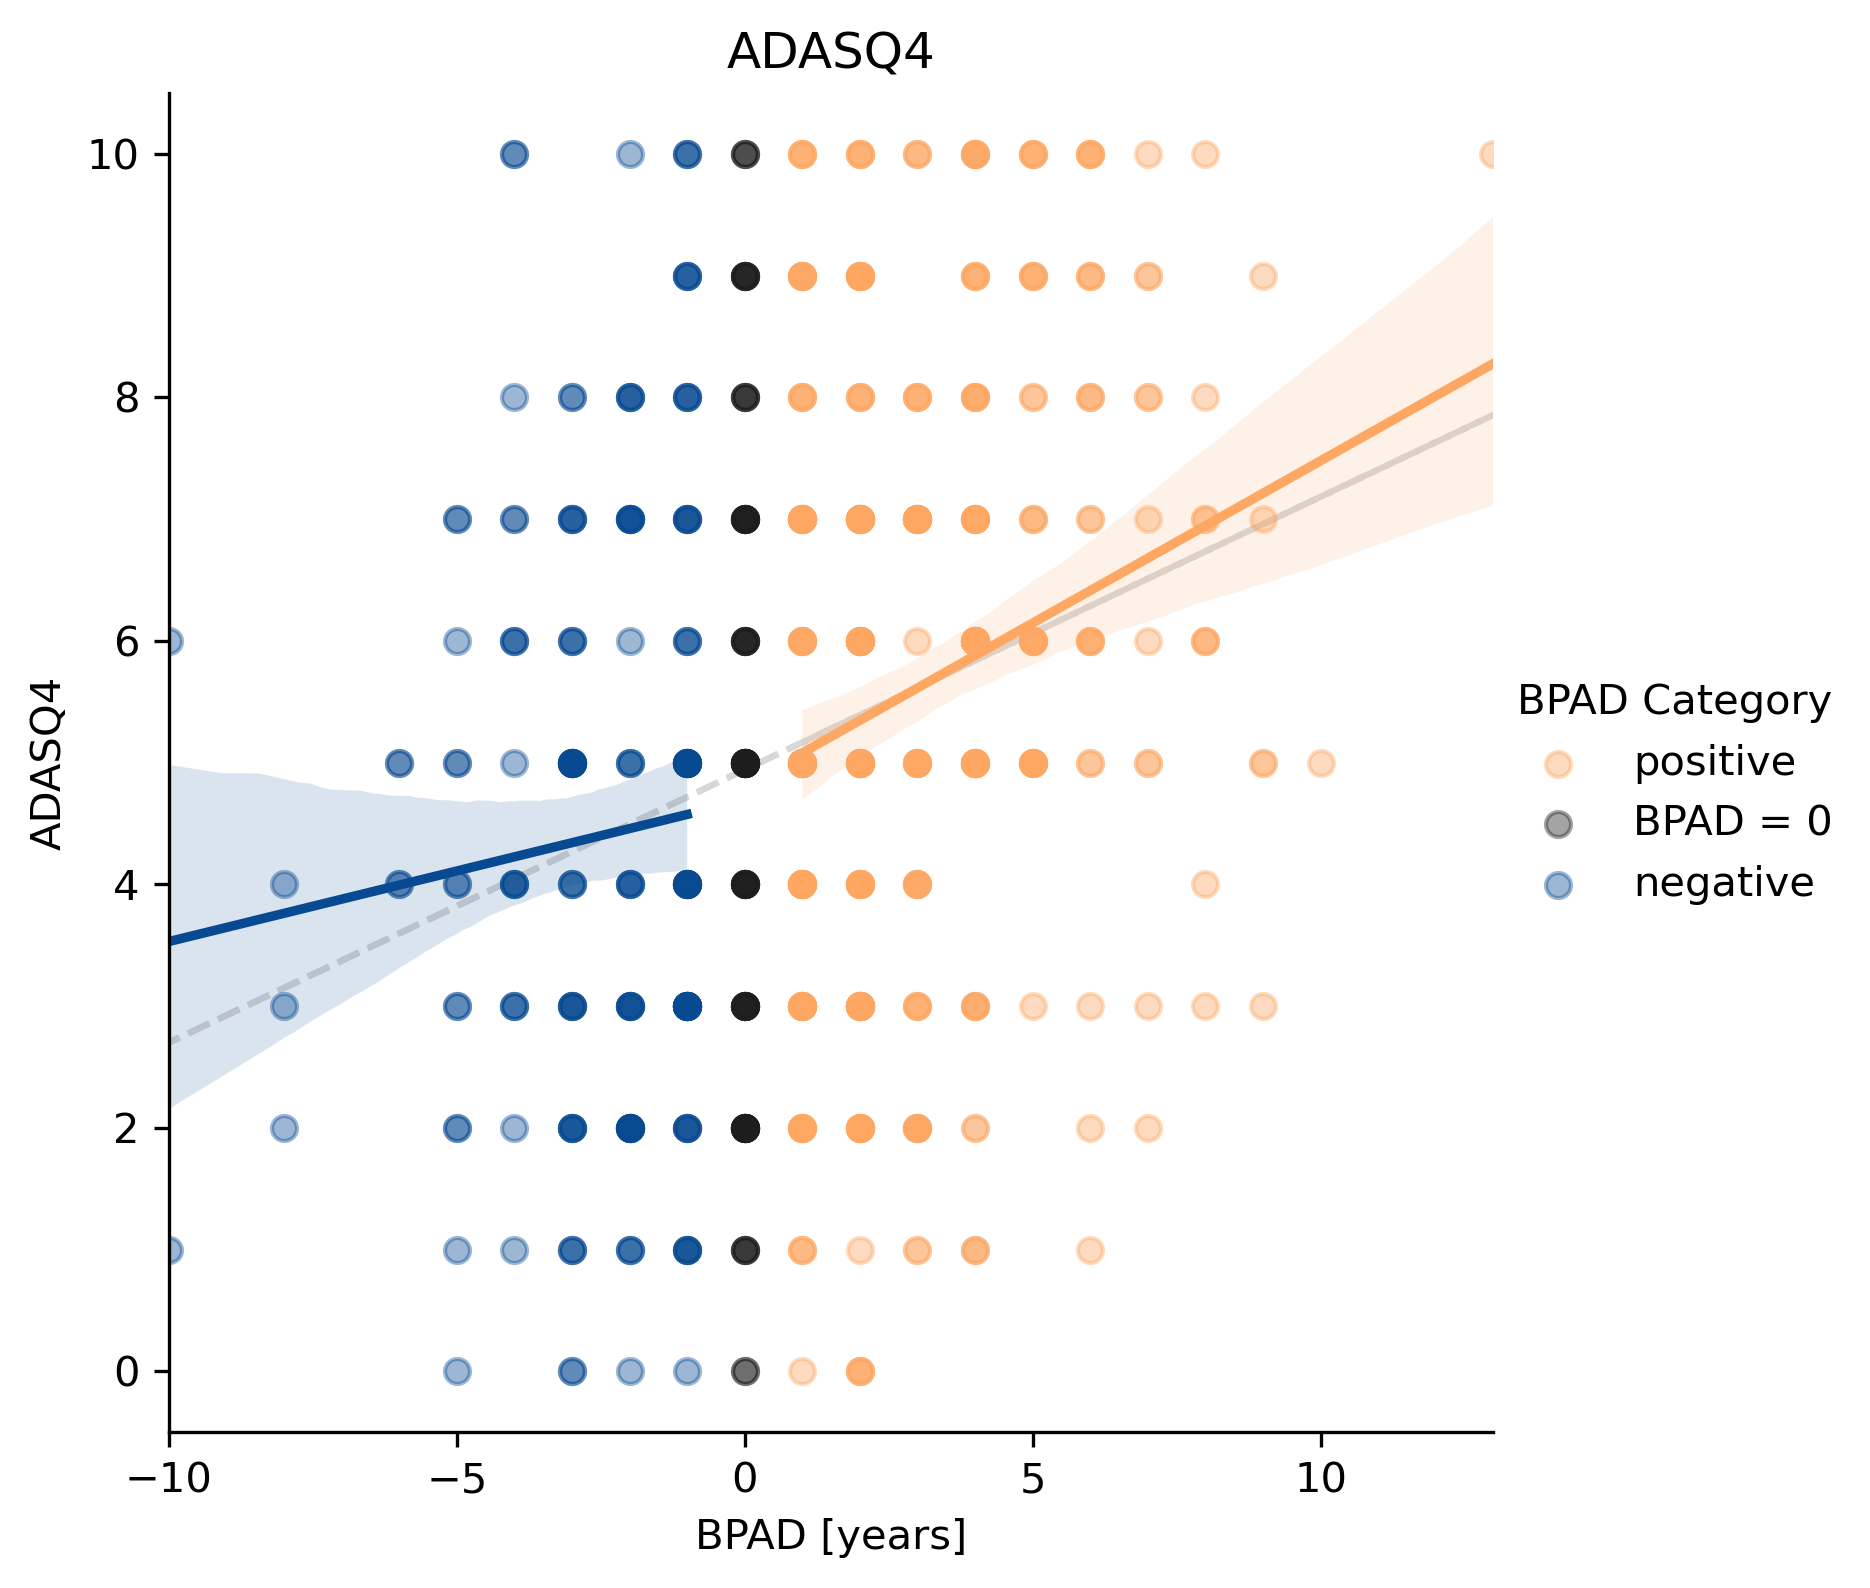 ADASQ4
10
8
6
4
2
0
ADASQ4
−10
−5
0
5
10
BPAD [years]
BPAD Category
positive
BPAD = 0
negative